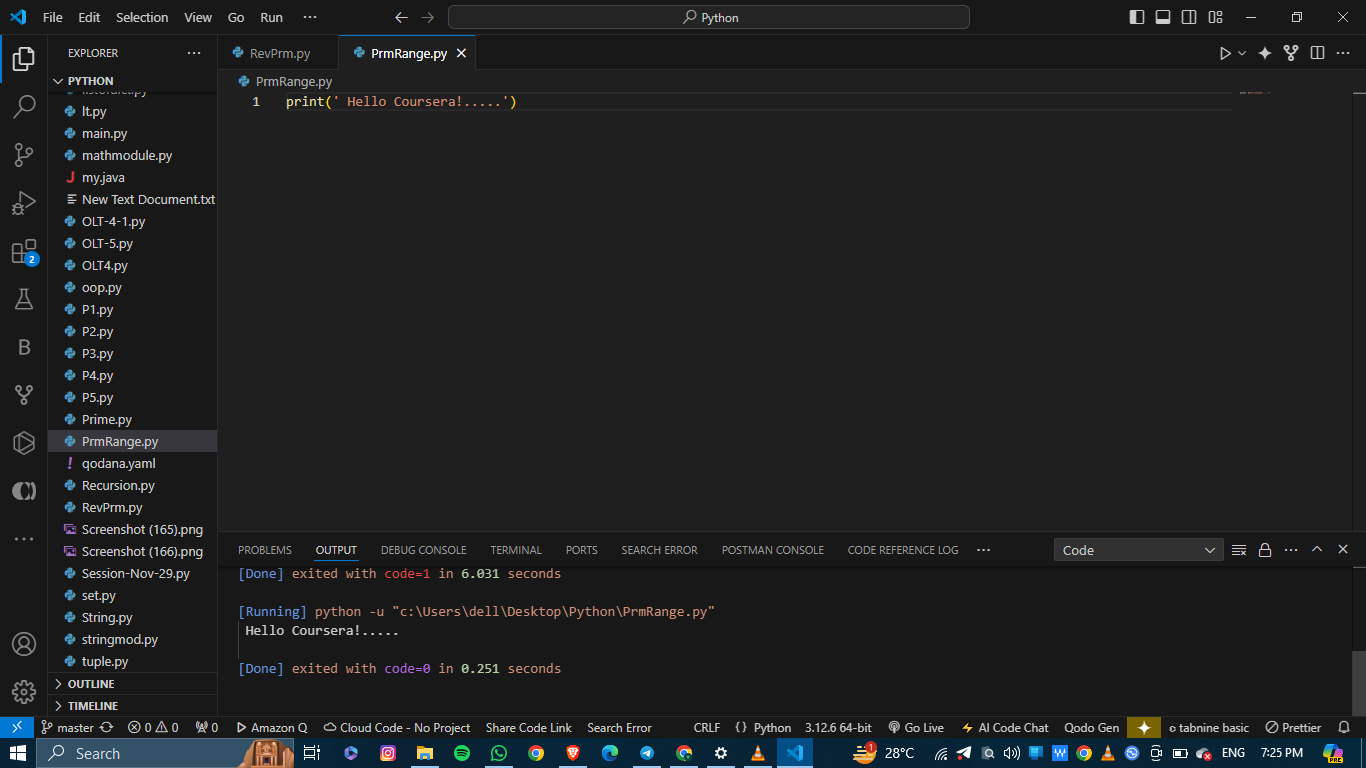 File Edit Selection View Go Run ··· Python
EXPLORER ···
RevPrm.py
PrmRange.py
PYTHON
PrmRange.py
1 print(' Hello Coursera!.....')
lt.py
main.py
mathmodule.py
J my.java
New Text Document.txt
OLT-4-1.py
OLT-5.py
2
OLT4.py
oop.py
P1.py
P2.py
B
P3.py
P4.py
P5.py
Prime.py
PrmRange.py
! qodana.yaml
Recursion.py
RevPrm.py
Screenshot (165).png
Screenshot (166).png
Session-Nov-29.py
set.py
String.py
stringmod.py
tuple.py
OUTLINE
TIMELINE
PROBLEMS OUTPUT DEBUG CONSOLE TERMINAL PORTS SEARCH ERROR POSTMAN CONSOLE CODE REFERENCE LOG ··· Code
[Done] exited with code=1 in 6.031 seconds
[Running] python -u "c:\Users\dell\Desktop\Python\PrmRange.py"
Hello Coursera!.....
[Done] exited with code=0 in 0.251 seconds
master 0 0 0 Amazon Q Cloud Code - No Project Share Code Link Search Error CRLF {} Python 3.12.6 64-bit Go Live AI Code Chat Qodo Gen tabnine basic Prettier
Search 1 28°C ENG 7:25 PM PRE